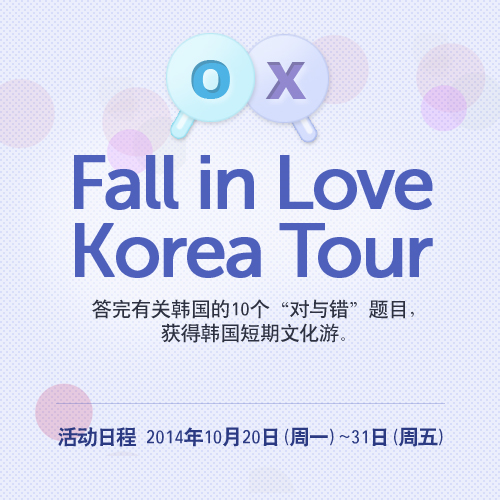 O X
Fall in Love
Korea Tour
答完有关韩国的10个“对与错”题目,
获得韩国短期文化游。
活动日程 2014年10月20日(周一)~31日(周五)